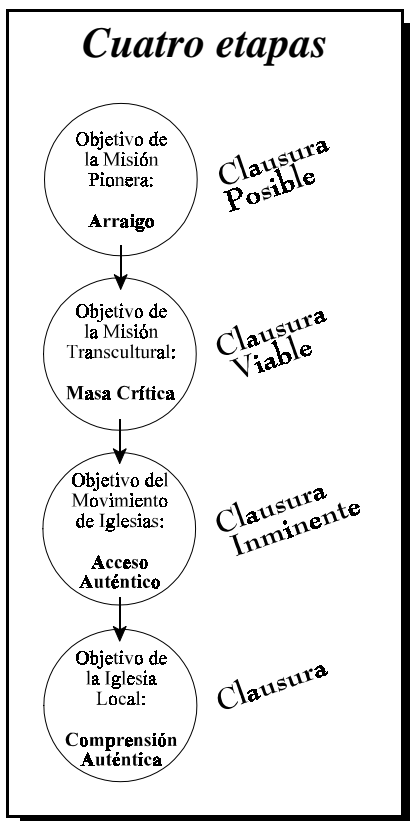 Cuatro etapas
Objetivo de
la Misión
Pionera:
Arraigo
Clausura
Posible
Objetivo de
la Misión
Transcultural:
Masa Crítica
Clausura
Viable
Objetivo del
Movimiento
de Iglesias:
Acceso
Auténtico
Clausura
Inminente
Objetivo de
la Iglesia
Local:
Comprensión
Auténtica
Clausura